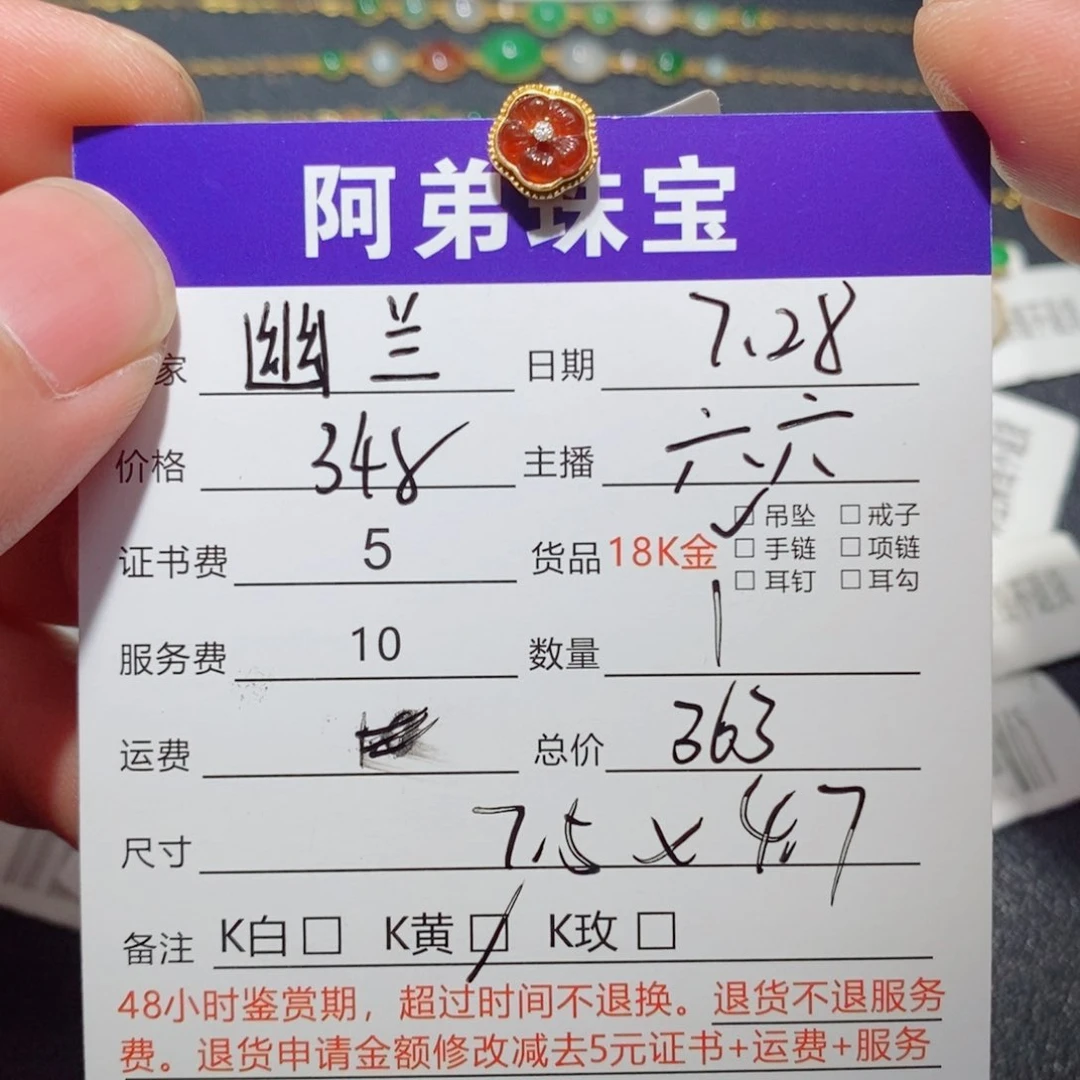 阿弟珠宝
家 幽兰 日期 7.28
价格 348 主播 六六
证书费 5 货品 18K金 ☑吊坠 □戒子
□手链 □项链
□耳钉 □耳勾
服务费 10 数量 1
运费 总价 363
尺寸 7.5 x 4.7
备注 K白□ K黄☑ K玫□
48小时鉴赏期，超过时间不退换。退货不退服务
费。退货申请金额修改减去5元证书+运费+服务